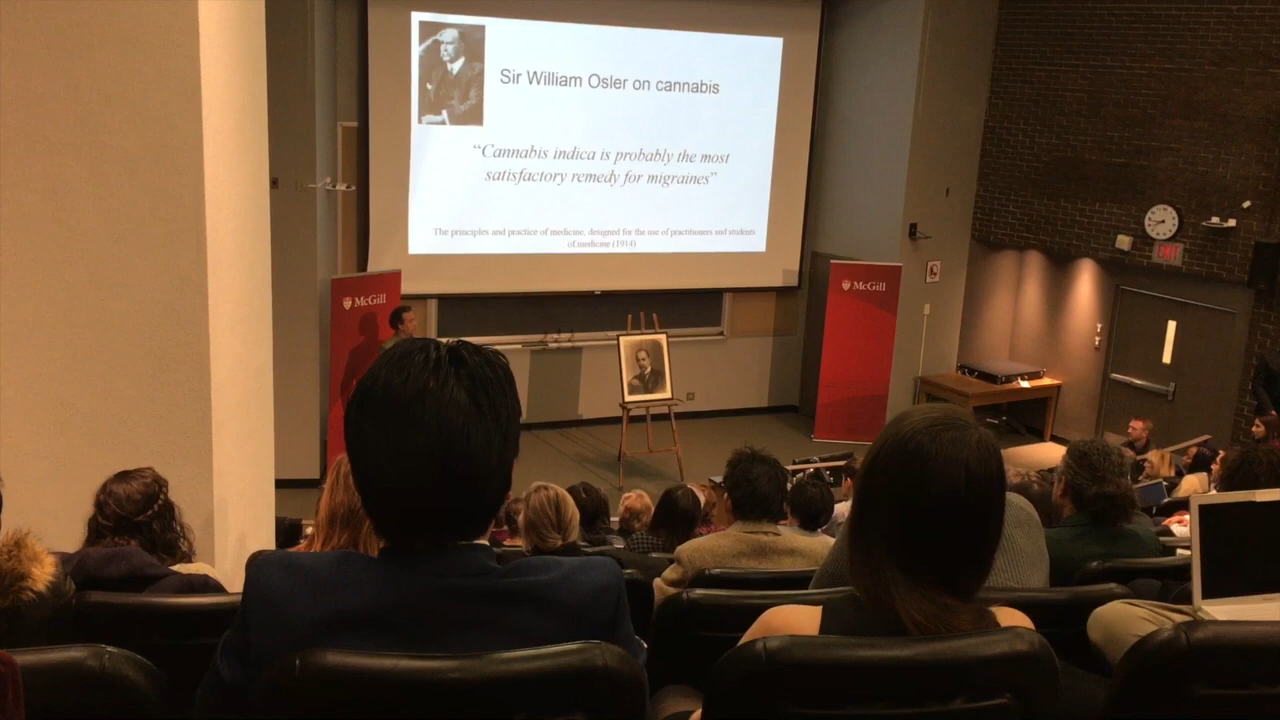 Sir William Osler on cannabis
“Cannabis indica is probably the most
satisfactory remedy for migraines”
The principles and practice of medicine, designed for the use of practitioners and students
of medicine (1914)
McGill
McGill
EXIT